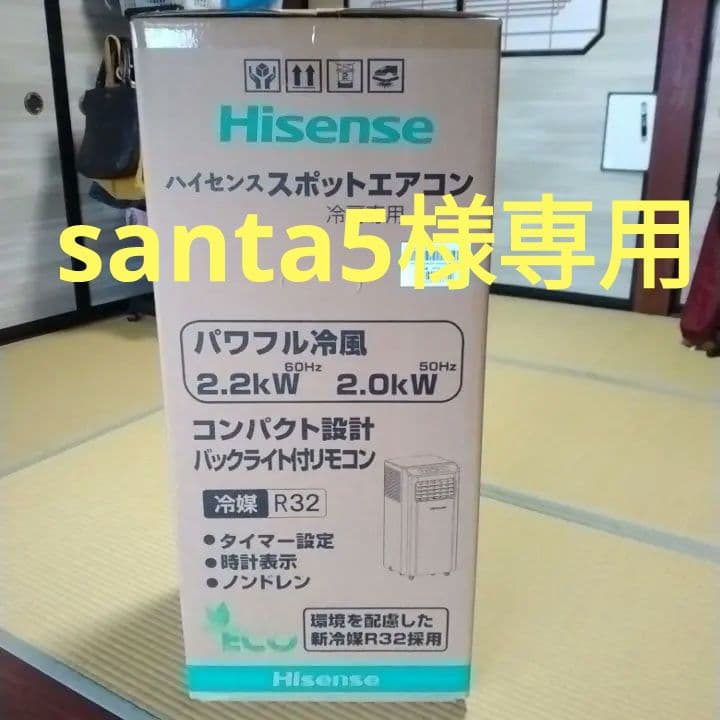 Hisense
ハイセンススポットエアコン
冷風専用
santa5様専用
パワフル冷風
60Hz 50Hz
2.2kW 2.0kW
コンパクト設計
バックライト付リモコン
冷媒 R32
●タイマー設定
●時計表示
●ノンドレン
ECO
環境を配慮した
新冷媒R32採用
Hisense